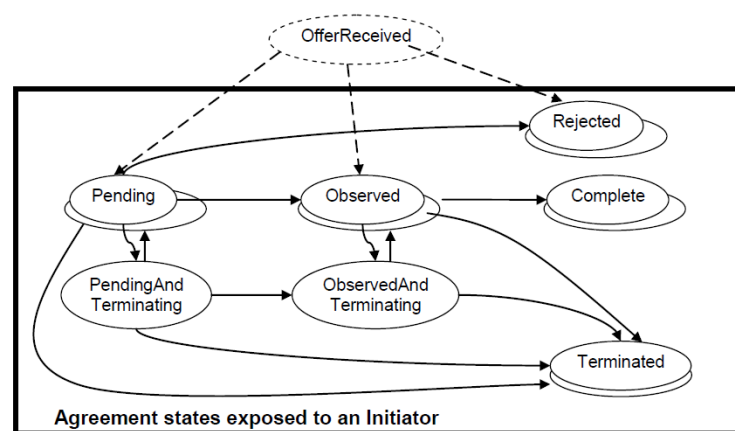 OfferReceived
Rejected
Pending
Observed
Complete
PendingAnd
Terminating
ObservedAnd
Terminating
Terminated
Agreement states exposed to an Initiator